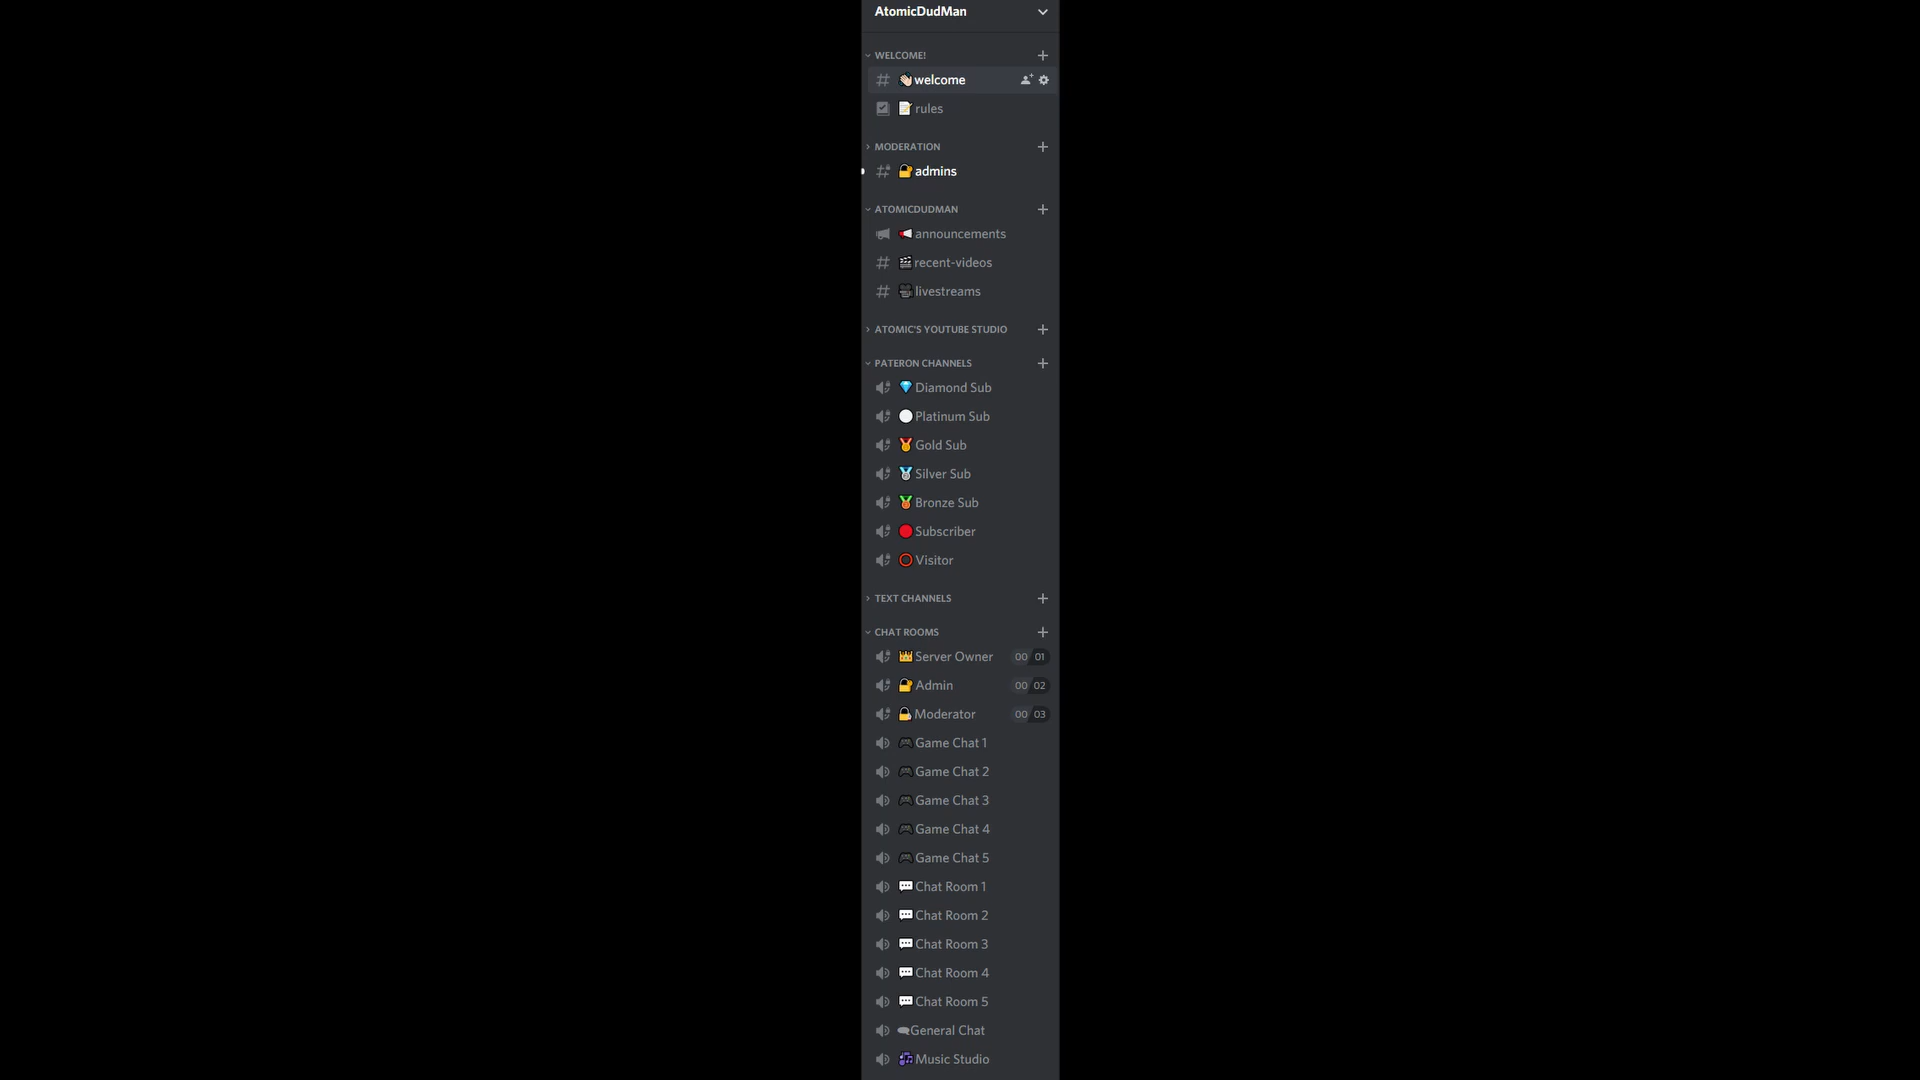 AtomicDudMan
WELCOME!
welcome
rules
MODERATION
admins
ATOMICDUDMAN
announcements
recent-videos
livestreams
ATOMIC'S YOUTUBE STUDIO
PATERON CHANNELS
Diamond Sub
Platinum Sub
Gold Sub
Silver Sub
Bronze Sub
Subscriber
Visitor
TEXT CHANNELS
CHAT ROOMS
Server Owner 00 01
Admin 00 02
Moderator 00 03
Game Chat 1
Game Chat 2
Game Chat 3
Game Chat 4
Game Chat 5
Chat Room 1
Chat Room 2
Chat Room 3
Chat Room 4
Chat Room 5
General Chat
Music Studio